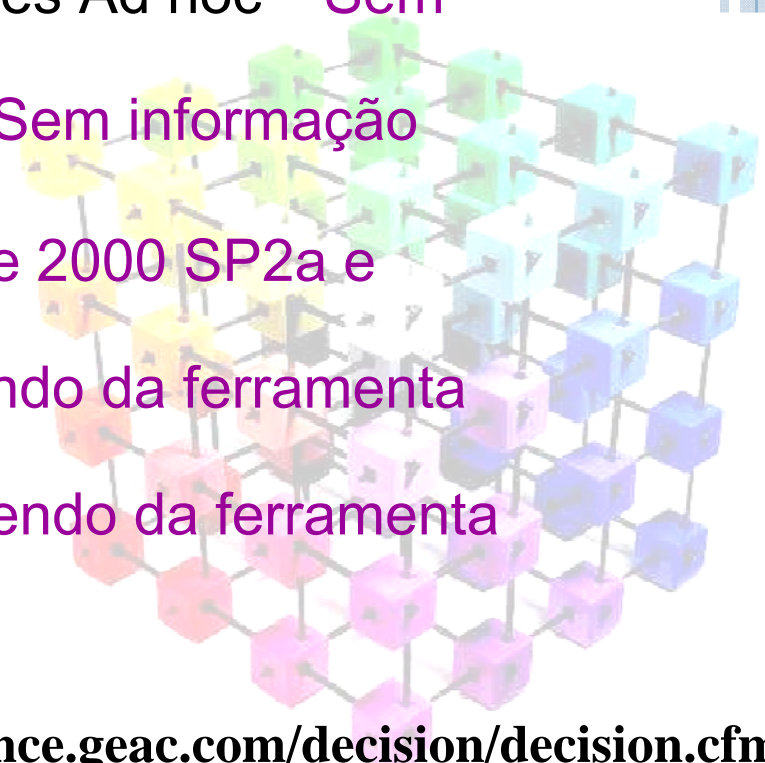 es Ad hoc – Sem
Sem informação
e 2000 SP2a e
ndo da ferramenta
endo da ferramenta
nce.geac.com/decision/decision.cfm